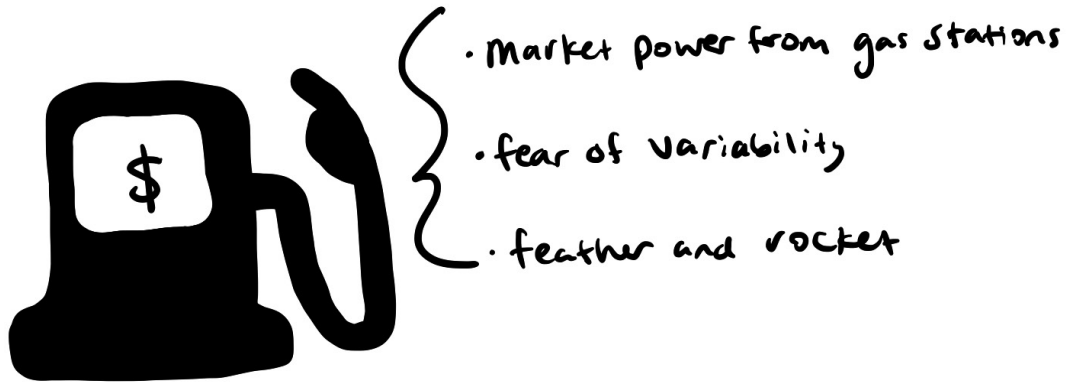 $
· market power from gas stations
· fear of variability
· feather and rocket